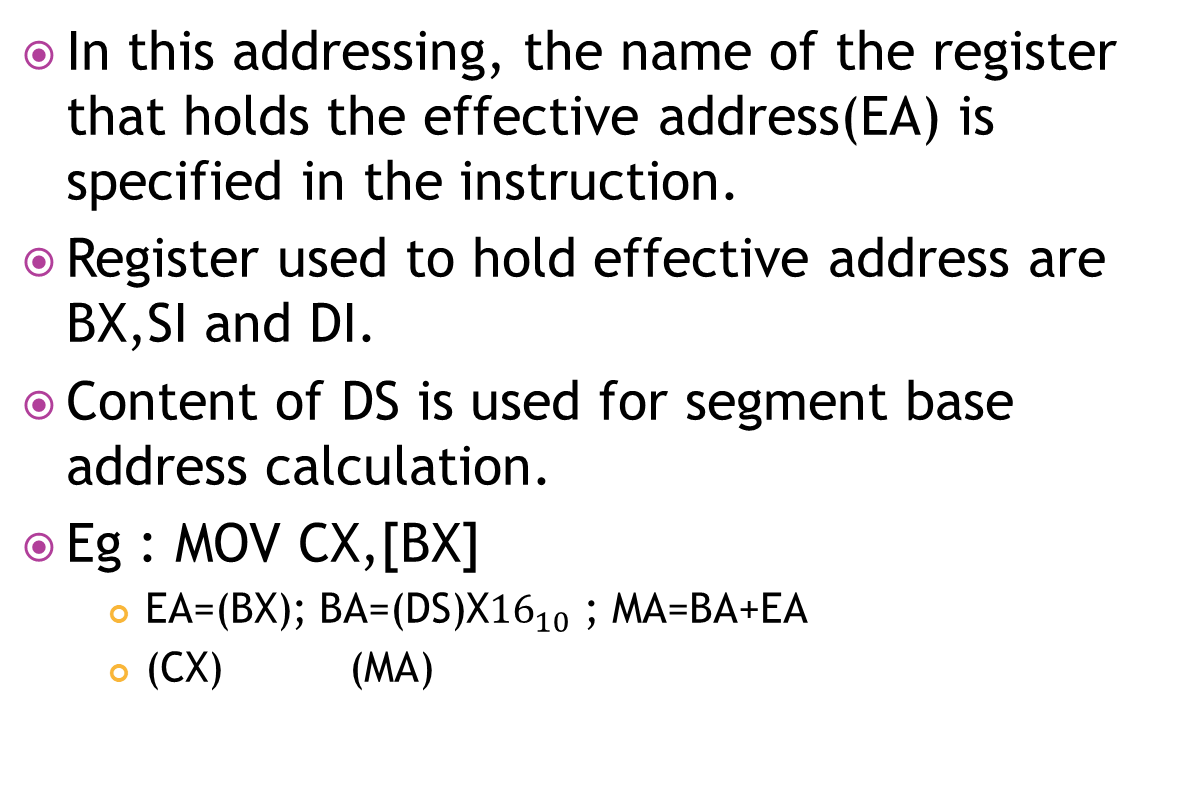 In this addressing, the name of the register
that holds the effective address(EA) is
specified in the instruction.
Register used to hold effective address are
BX,SI and DI.
Content of DS is used for segment base
address calculation.
Eg : MOV CX,[BX]
EA=(BX); BA=(DS)X16₁₀ ; MA=BA+EA
(CX) (MA)